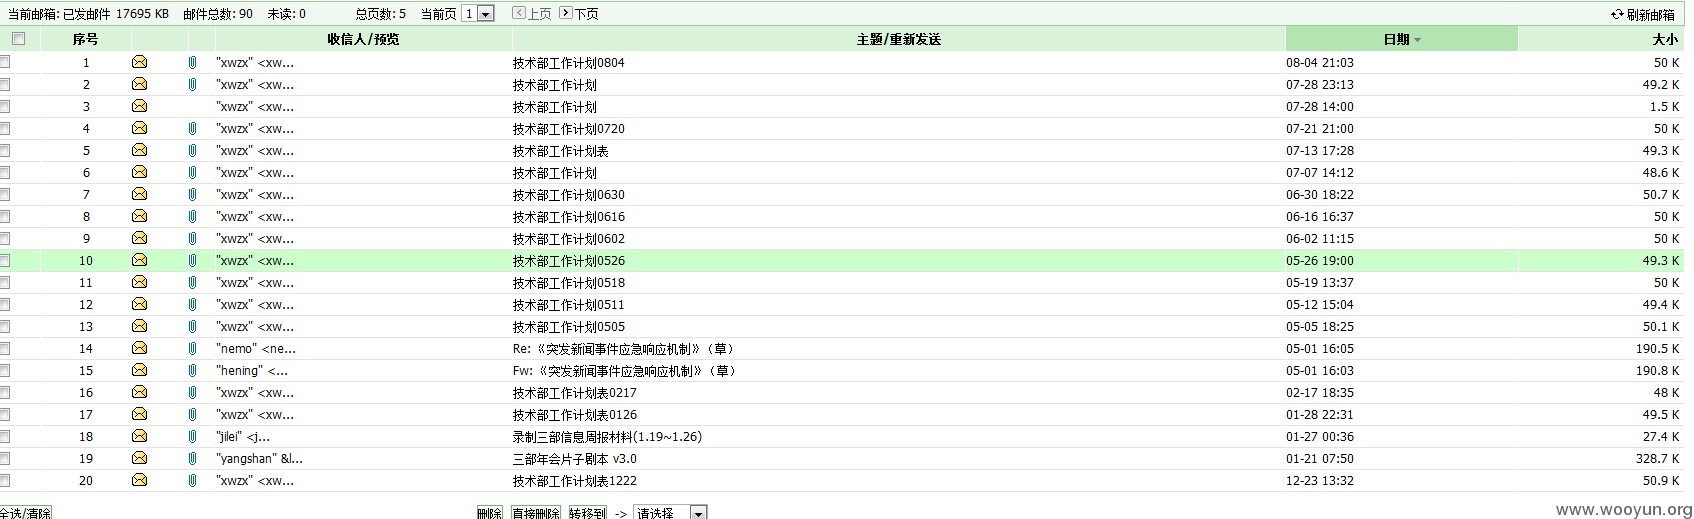 当前邮箱: 已发邮件 17695 KB 邮件总数: 90 未读: 0 总页数: 5 当前页 1 上页 下页 刷新邮箱
序号 收信人/预览 主题/重新发送 日期 大小
1 "xwzx" <xw... 技术部工作计划0804 08-04 21:03 50 K
2 "xwzx" <xw... 技术部工作计划 07-28 23:13 49.2 K
3 "xwzx" <xw... 技术部工作计划 07-28 14:00 1.5 K
4 "xwzx" <xw... 技术部工作计划0720 07-21 21:00 50 K
5 "xwzx" <xw... 技术部工作计划表 07-13 17:28 49.3 K
6 "xwzx" <xw... 技术部工作计划 07-07 14:12 48.6 K
7 "xwzx" <xw... 技术部工作计划0630 06-30 18:22 50.7 K
8 "xwzx" <xw... 技术部工作计划0616 06-16 16:37 50 K
9 "xwzx" <xw... 技术部工作计划0602 06-02 11:15 50 K
10 "xwzx" <xw... 技术部工作计划0526 05-26 19:00 49.3 K
11 "xwzx" <xw... 技术部工作计划0518 05-19 13:37 50 K
12 "xwzx" <xw... 技术部工作计划0511 05-12 15:04 49.4 K
13 "xwzx" <xw... 技术部工作计划0505 05-05 18:25 50.1 K
14 "nemo" <ne... Re:《突发新闻事件应急响应机制》（草） 05-01 16:05 190.5 K
15 "hening" <... Fw:《突发新闻事件应急响应机制》（草） 05-01 16:03 190.8 K
16 "xwzx" <xw... 技术部工作计划表0217 02-17 18:35 48 K
17 "xwzx" <xw... 技术部工作计划表0126 01-28 22:31 49.5 K
18 "jilei" <j... 录制三部信息周报材料(1.19~1.26) 01-27 00:36 27.4 K
19 "yangshan" &l... 三部年会片子剧本 v3.0 01-21 07:50 328.7 K
20 "xwzx" <xw... 技术部工作计划表1222 12-23 13:32 50.9 K
全选/清除 删除 直接删除 转移到 -> 请选择
www.wooyun.org